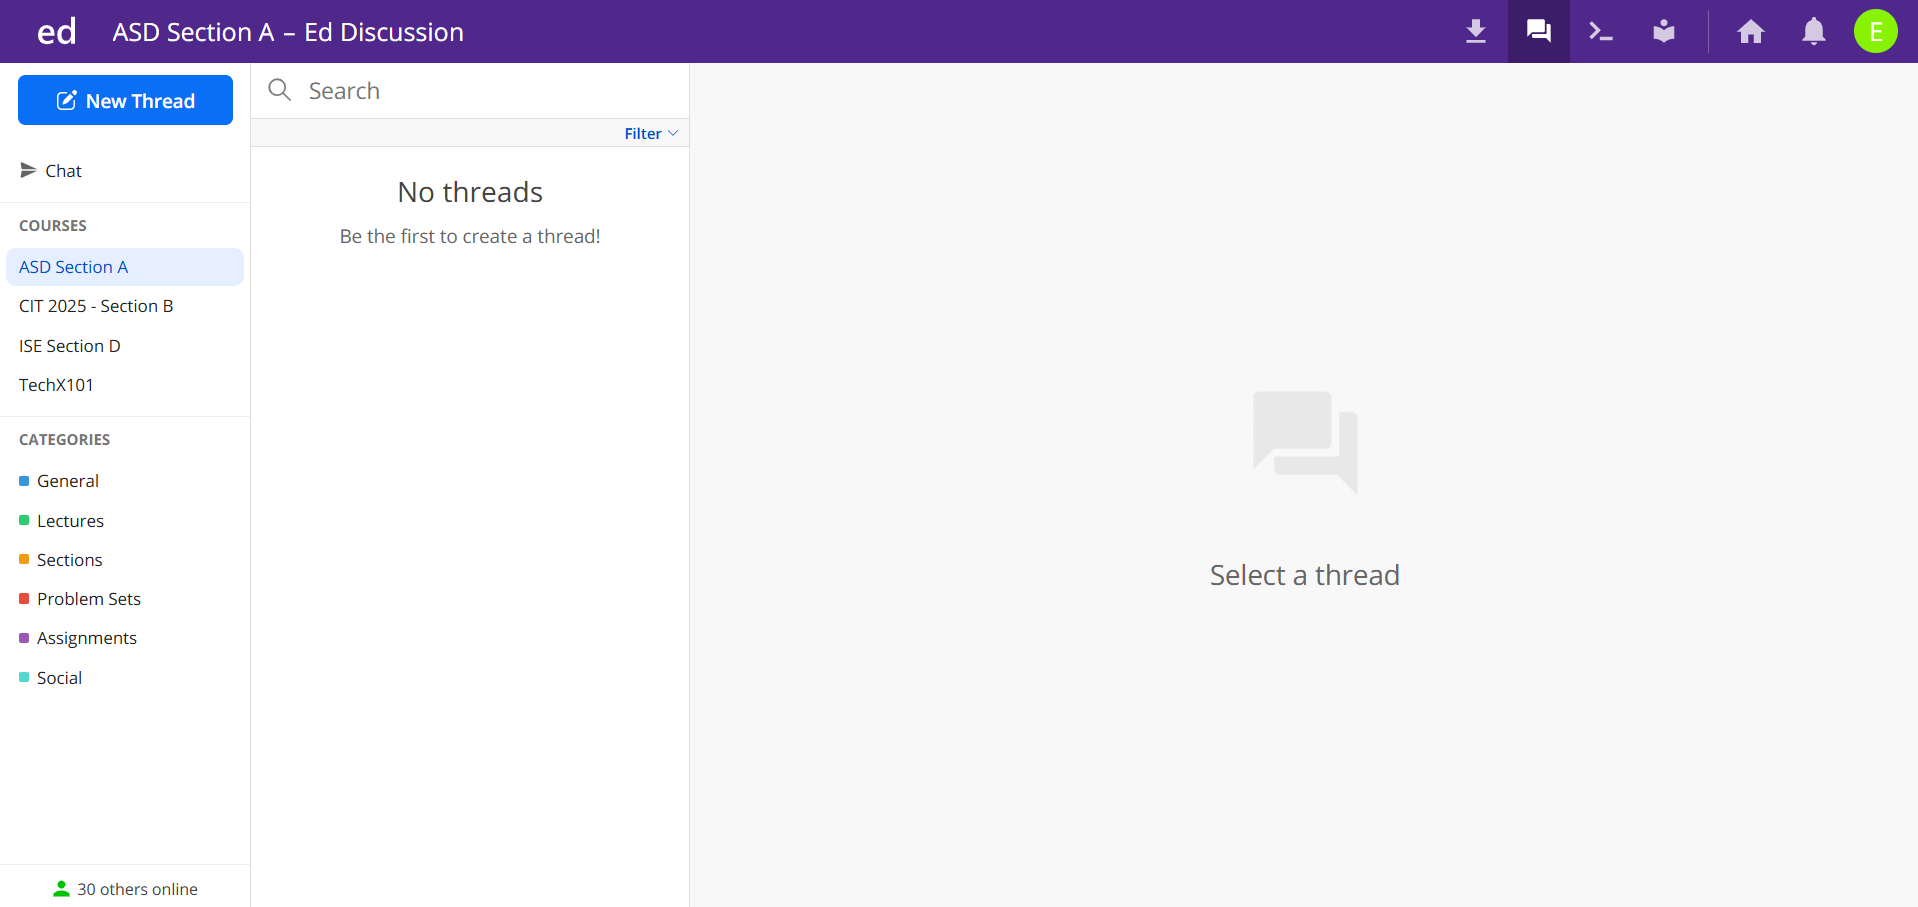 ed
ASD Section A – Ed Discussion
E
New Thread
Chat
COURSES
ASD Section A
CIT 2025 - Section B
ISE Section D
TechX101
CATEGORIES
General
Lectures
Sections
Problem Sets
Assignments
Social
30 others online
Search
Filter
No threads
Be the first to create a thread!
Select a thread